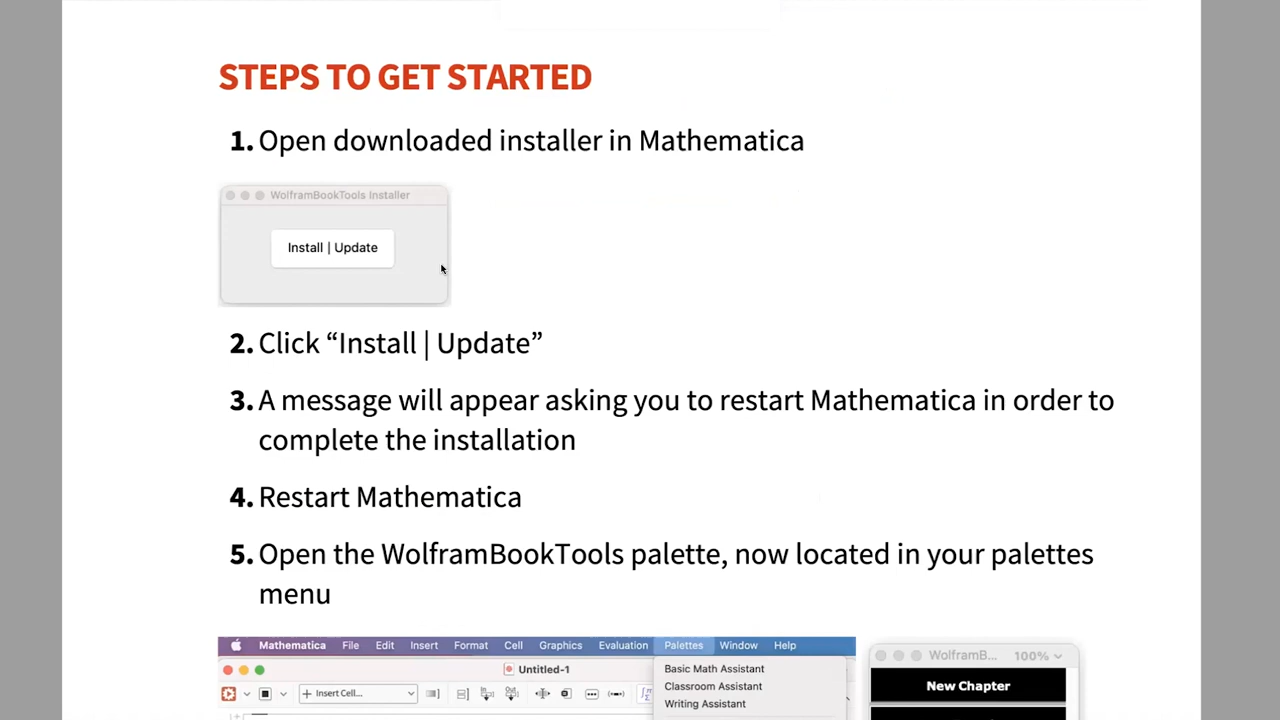 STEPS TO GET STARTED
1. Open downloaded installer in Mathematica
WolframBookTools Installer
Install | Update
2. Click “Install | Update”
3. A message will appear asking you to restart Mathematica in order to
complete the installation
4. Restart Mathematica
5. Open the WolframBookTools palette, now located in your palettes
menu
Mathematica File Edit Insert Format Cell Graphics Evaluation Palettes Window Help
WolframB... 100%
Untitled-1
Basic Math Assistant
Classroom Assistant
New Chapter
Insert Cell...
Writing Assistant